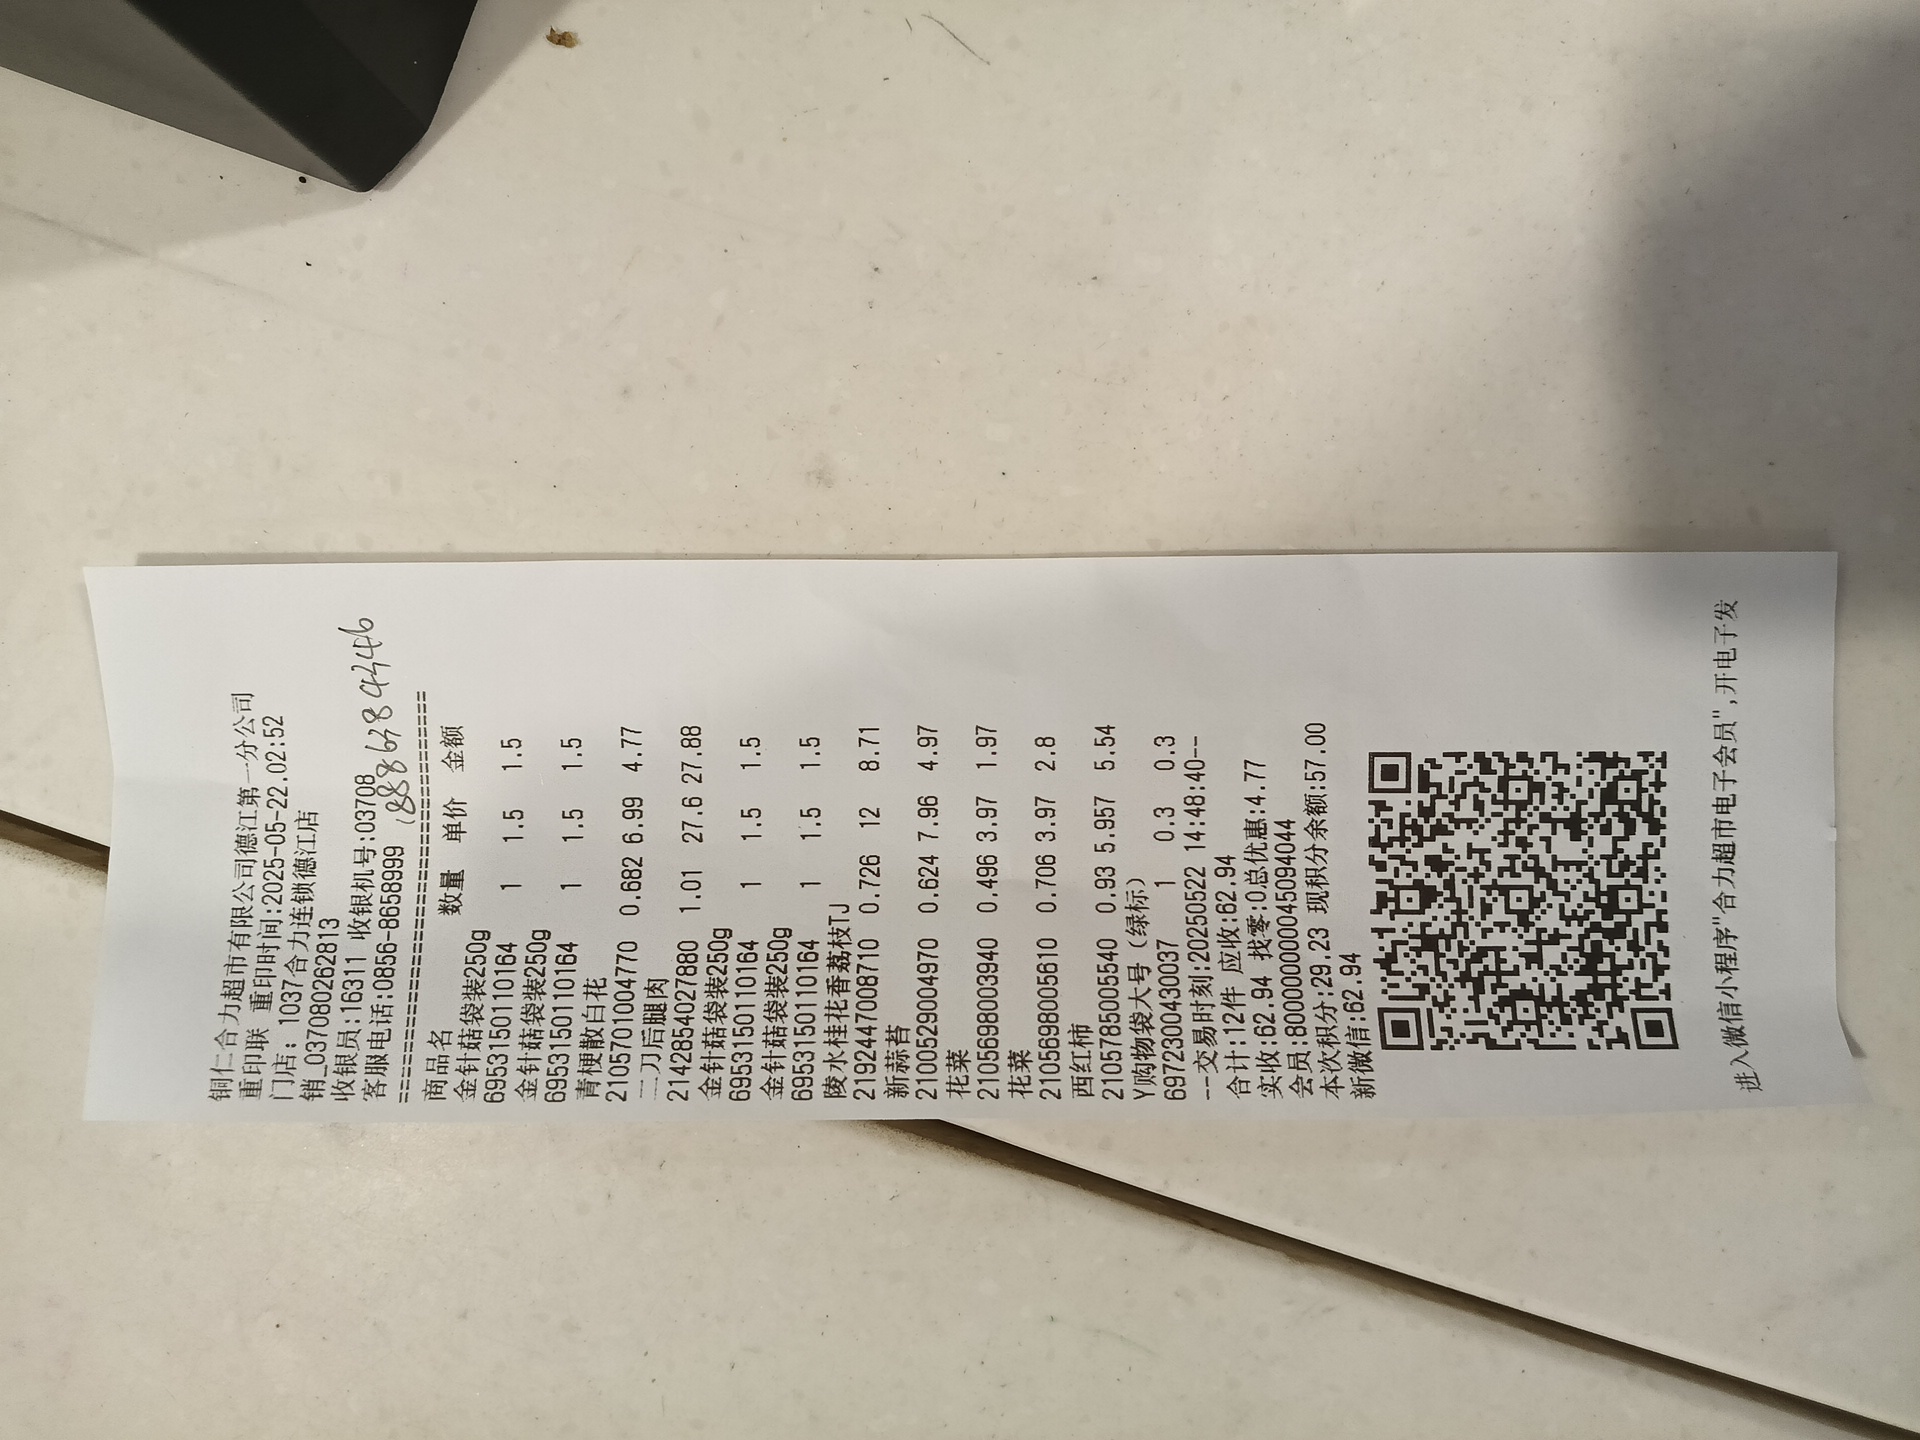 铜仁合力超市有限公司德江第一分公司
重印联 重印时间:2025-05-22.02:52
门店: 1037合力连锁德江店
销_037080262813
收银员:16311 收银机号:03708
客服电话:0856-8658999
========================================
商品名 数量 单价 金额
金针菇袋装250g
6953150110164 1 1.5 1.5
金针菇袋装250g
6953150110164 1 1.5 1.5
青梗散白花
2105701004770 0.682 6.99 4.77
二刀后腿肉
2142854027880 1.01 27.6 27.88
金针菇袋装250g
6953150110164 1 1.5 1.5
金针菇袋装250g
6953150110164 1 1.5 1.5
陵水桂花香荔枝TJ
2192447008710 0.726 12 8.71
新蒜苔
2100529004970 0.624 7.96 4.97
花菜
2105698003940 0.496 3.97 1.97
花菜
2105698005610 0.706 3.97 2.8
西红柿
2105785005540 0.93 5.957 5.54
Y购物袋大号（绿标）
6972300430037 1 0.3 0.3
--交易时刻:20250522 14:48:40--
合计:12件 应收:62.94
实收:62.94 找零:0总优惠:4.77
会员:8000000000045094044
本次积分:29.23 现积分余额:57.00
新微信:62.94
进入微信小程序"合力超市电子会员",开电子发